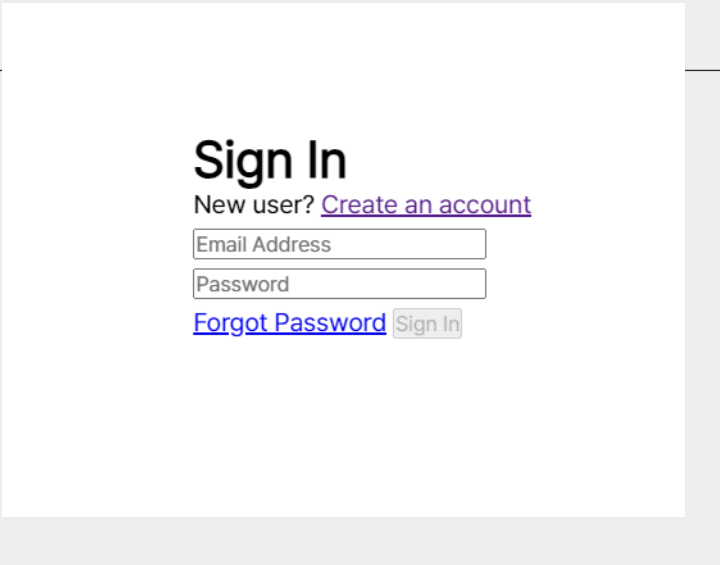 Sign In
New user? Create an account
Email Address
Password
Forgot Password Sign In